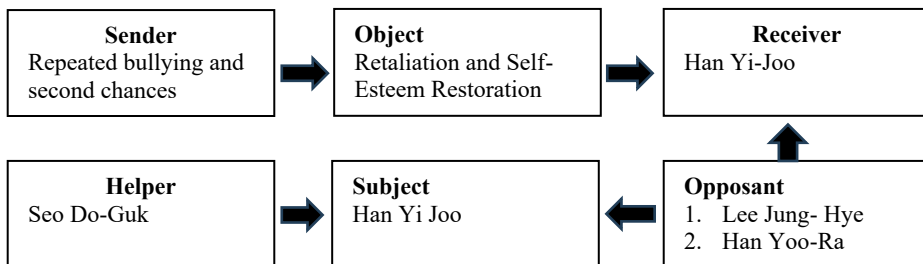 Sender
Repeated bullying and
second chances
Object
Retaliation and Self-
Esteem Restoration
Receiver
Han Yi-Joo
Helper
Seo Do-Guk
Subject
Han Yi Joo
Opposant
1. Lee Jung- Hye
2. Han Yoo-Ra